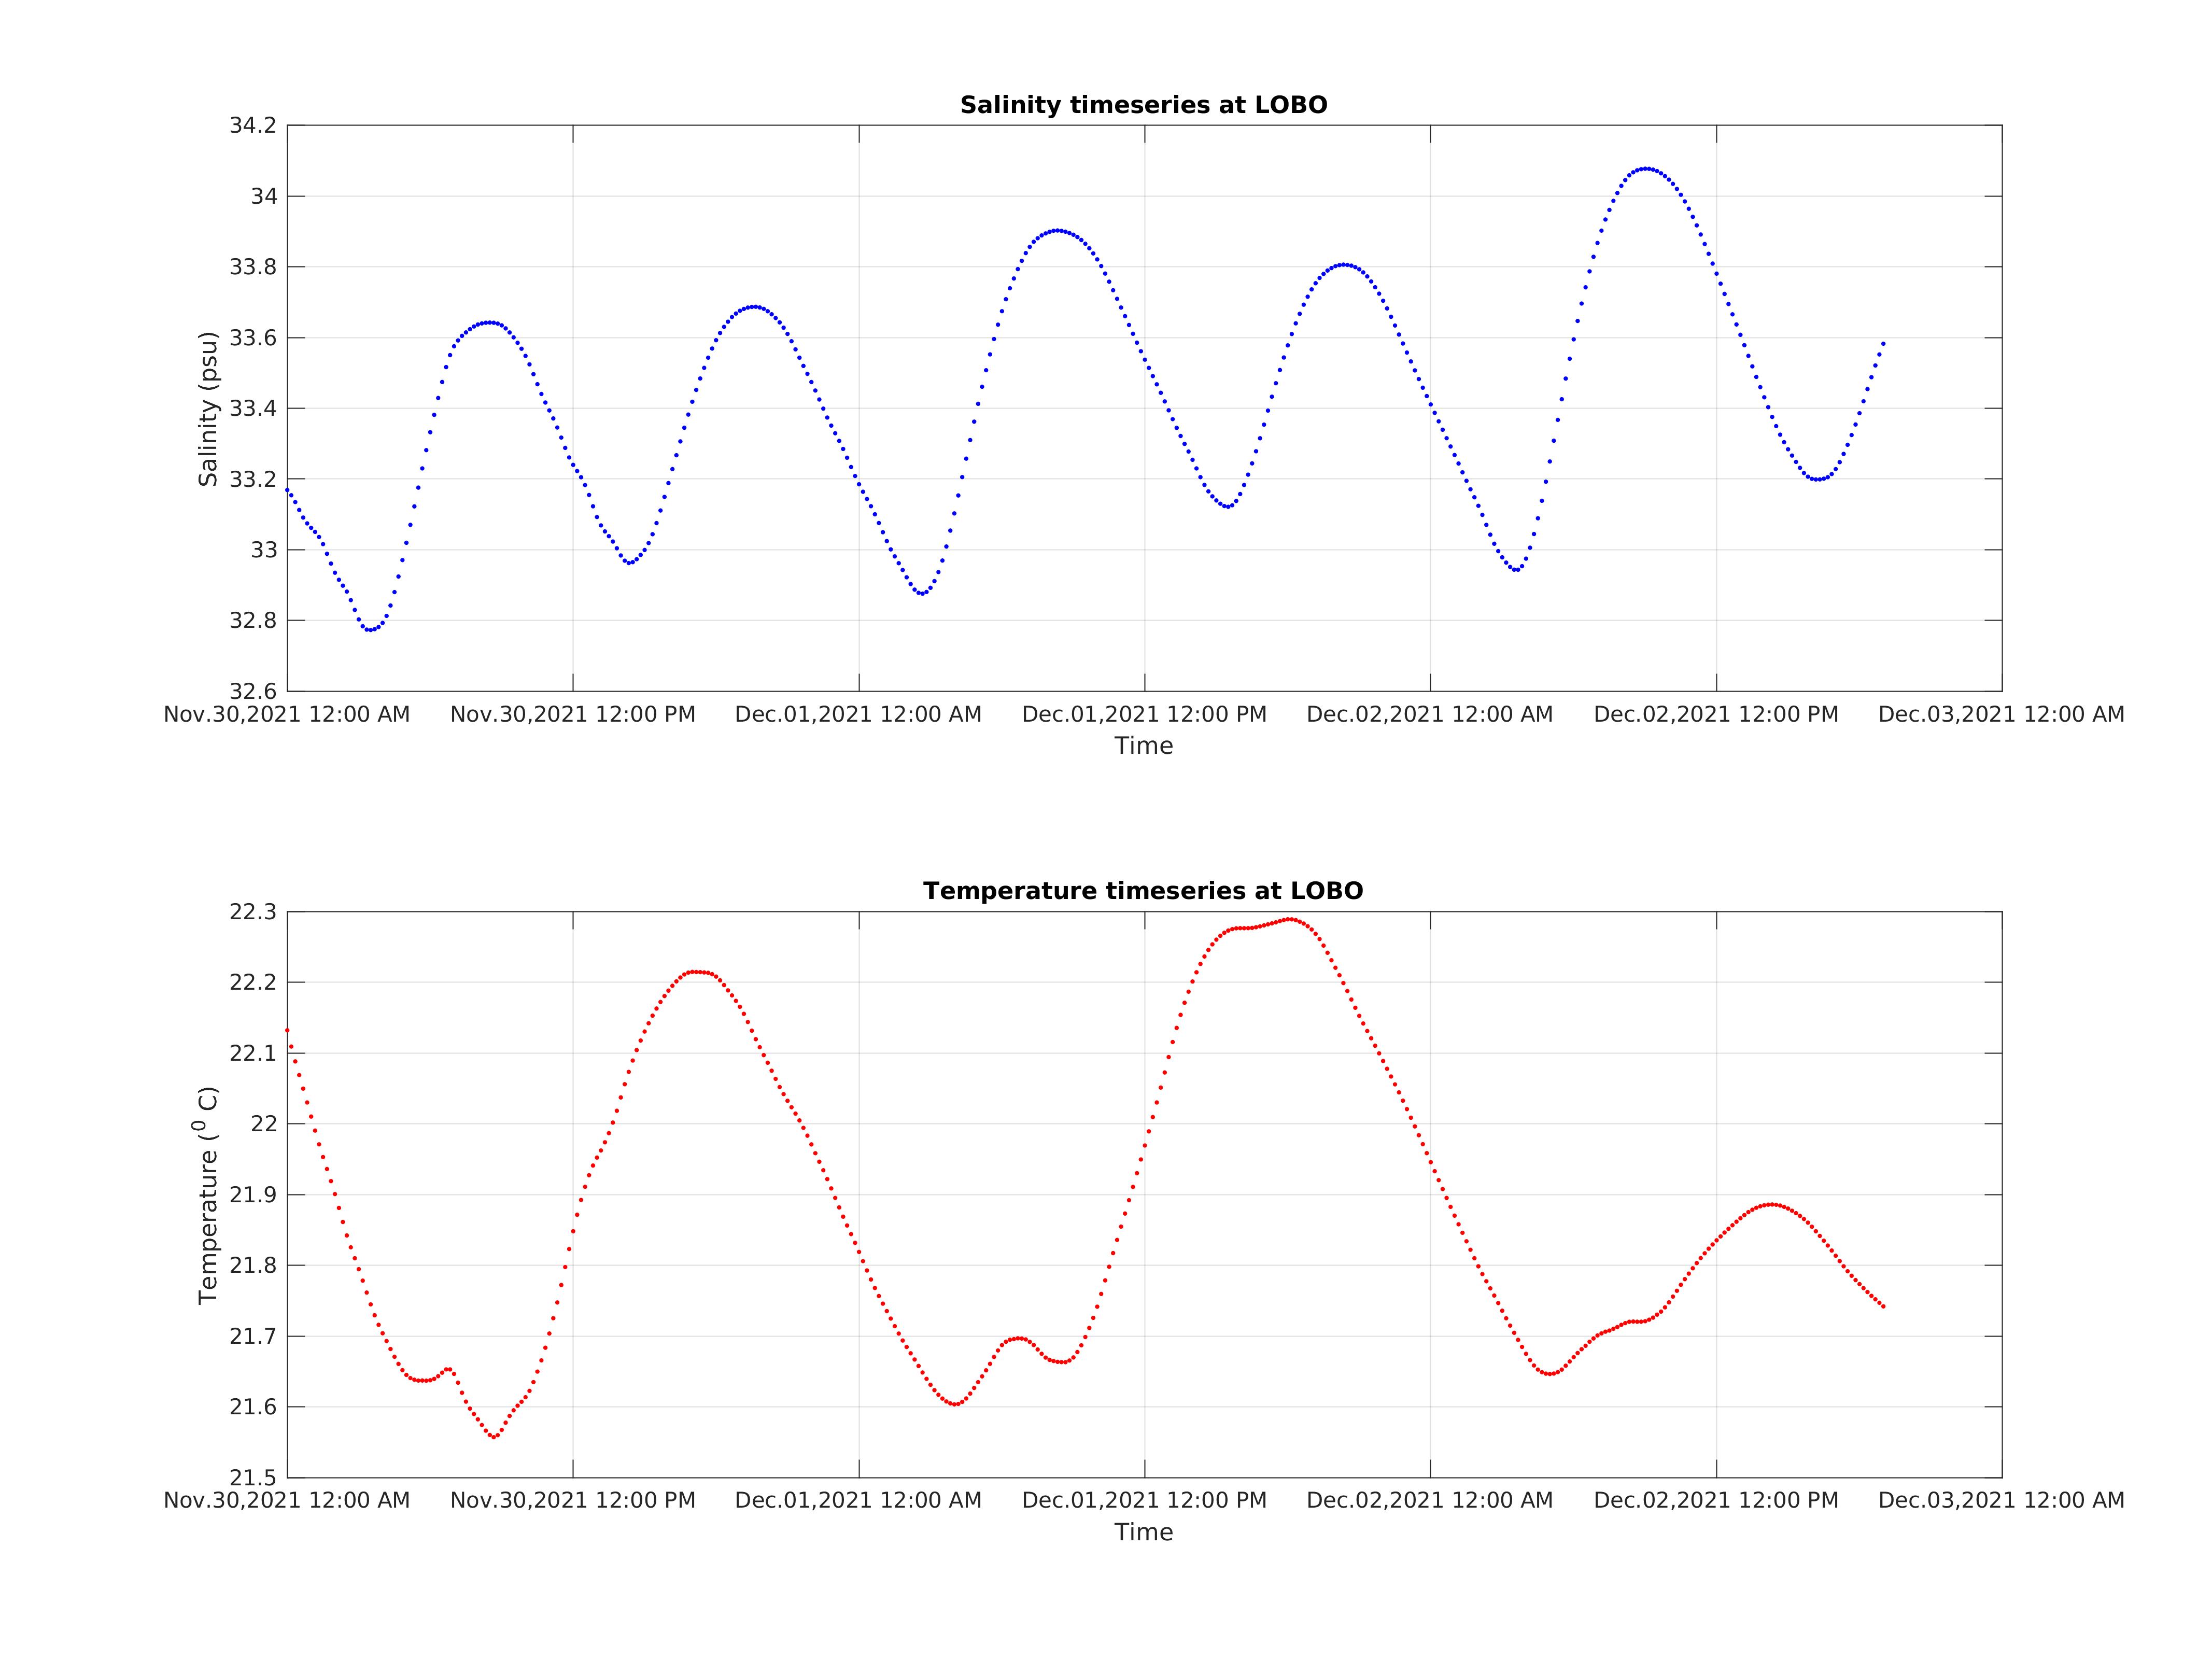 Salinity timeseries at LOBO
34.2
34
33.8
33.6
33.4
33.2
33
32.8
32.6
Salinity (psu)
Nov.30,2021 12:00 AM Nov.30,2021 12:00 PM Dec.01,2021 12:00 AM Dec.01,2021 12:00 PM Dec.02,2021 12:00 AM Dec.02,2021 12:00 PM Dec.03,2021 12:00 AM
Time
Temperature timeseries at LOBO
22.3
22.2
22.1
22
21.9
21.8
21.7
21.6
21.5
Temperature (⁰ C)
Nov.30,2021 12:00 AM Nov.30,2021 12:00 PM Dec.01,2021 12:00 AM Dec.01,2021 12:00 PM Dec.02,2021 12:00 AM Dec.02,2021 12:00 PM Dec.03,2021 12:00 AM
Time